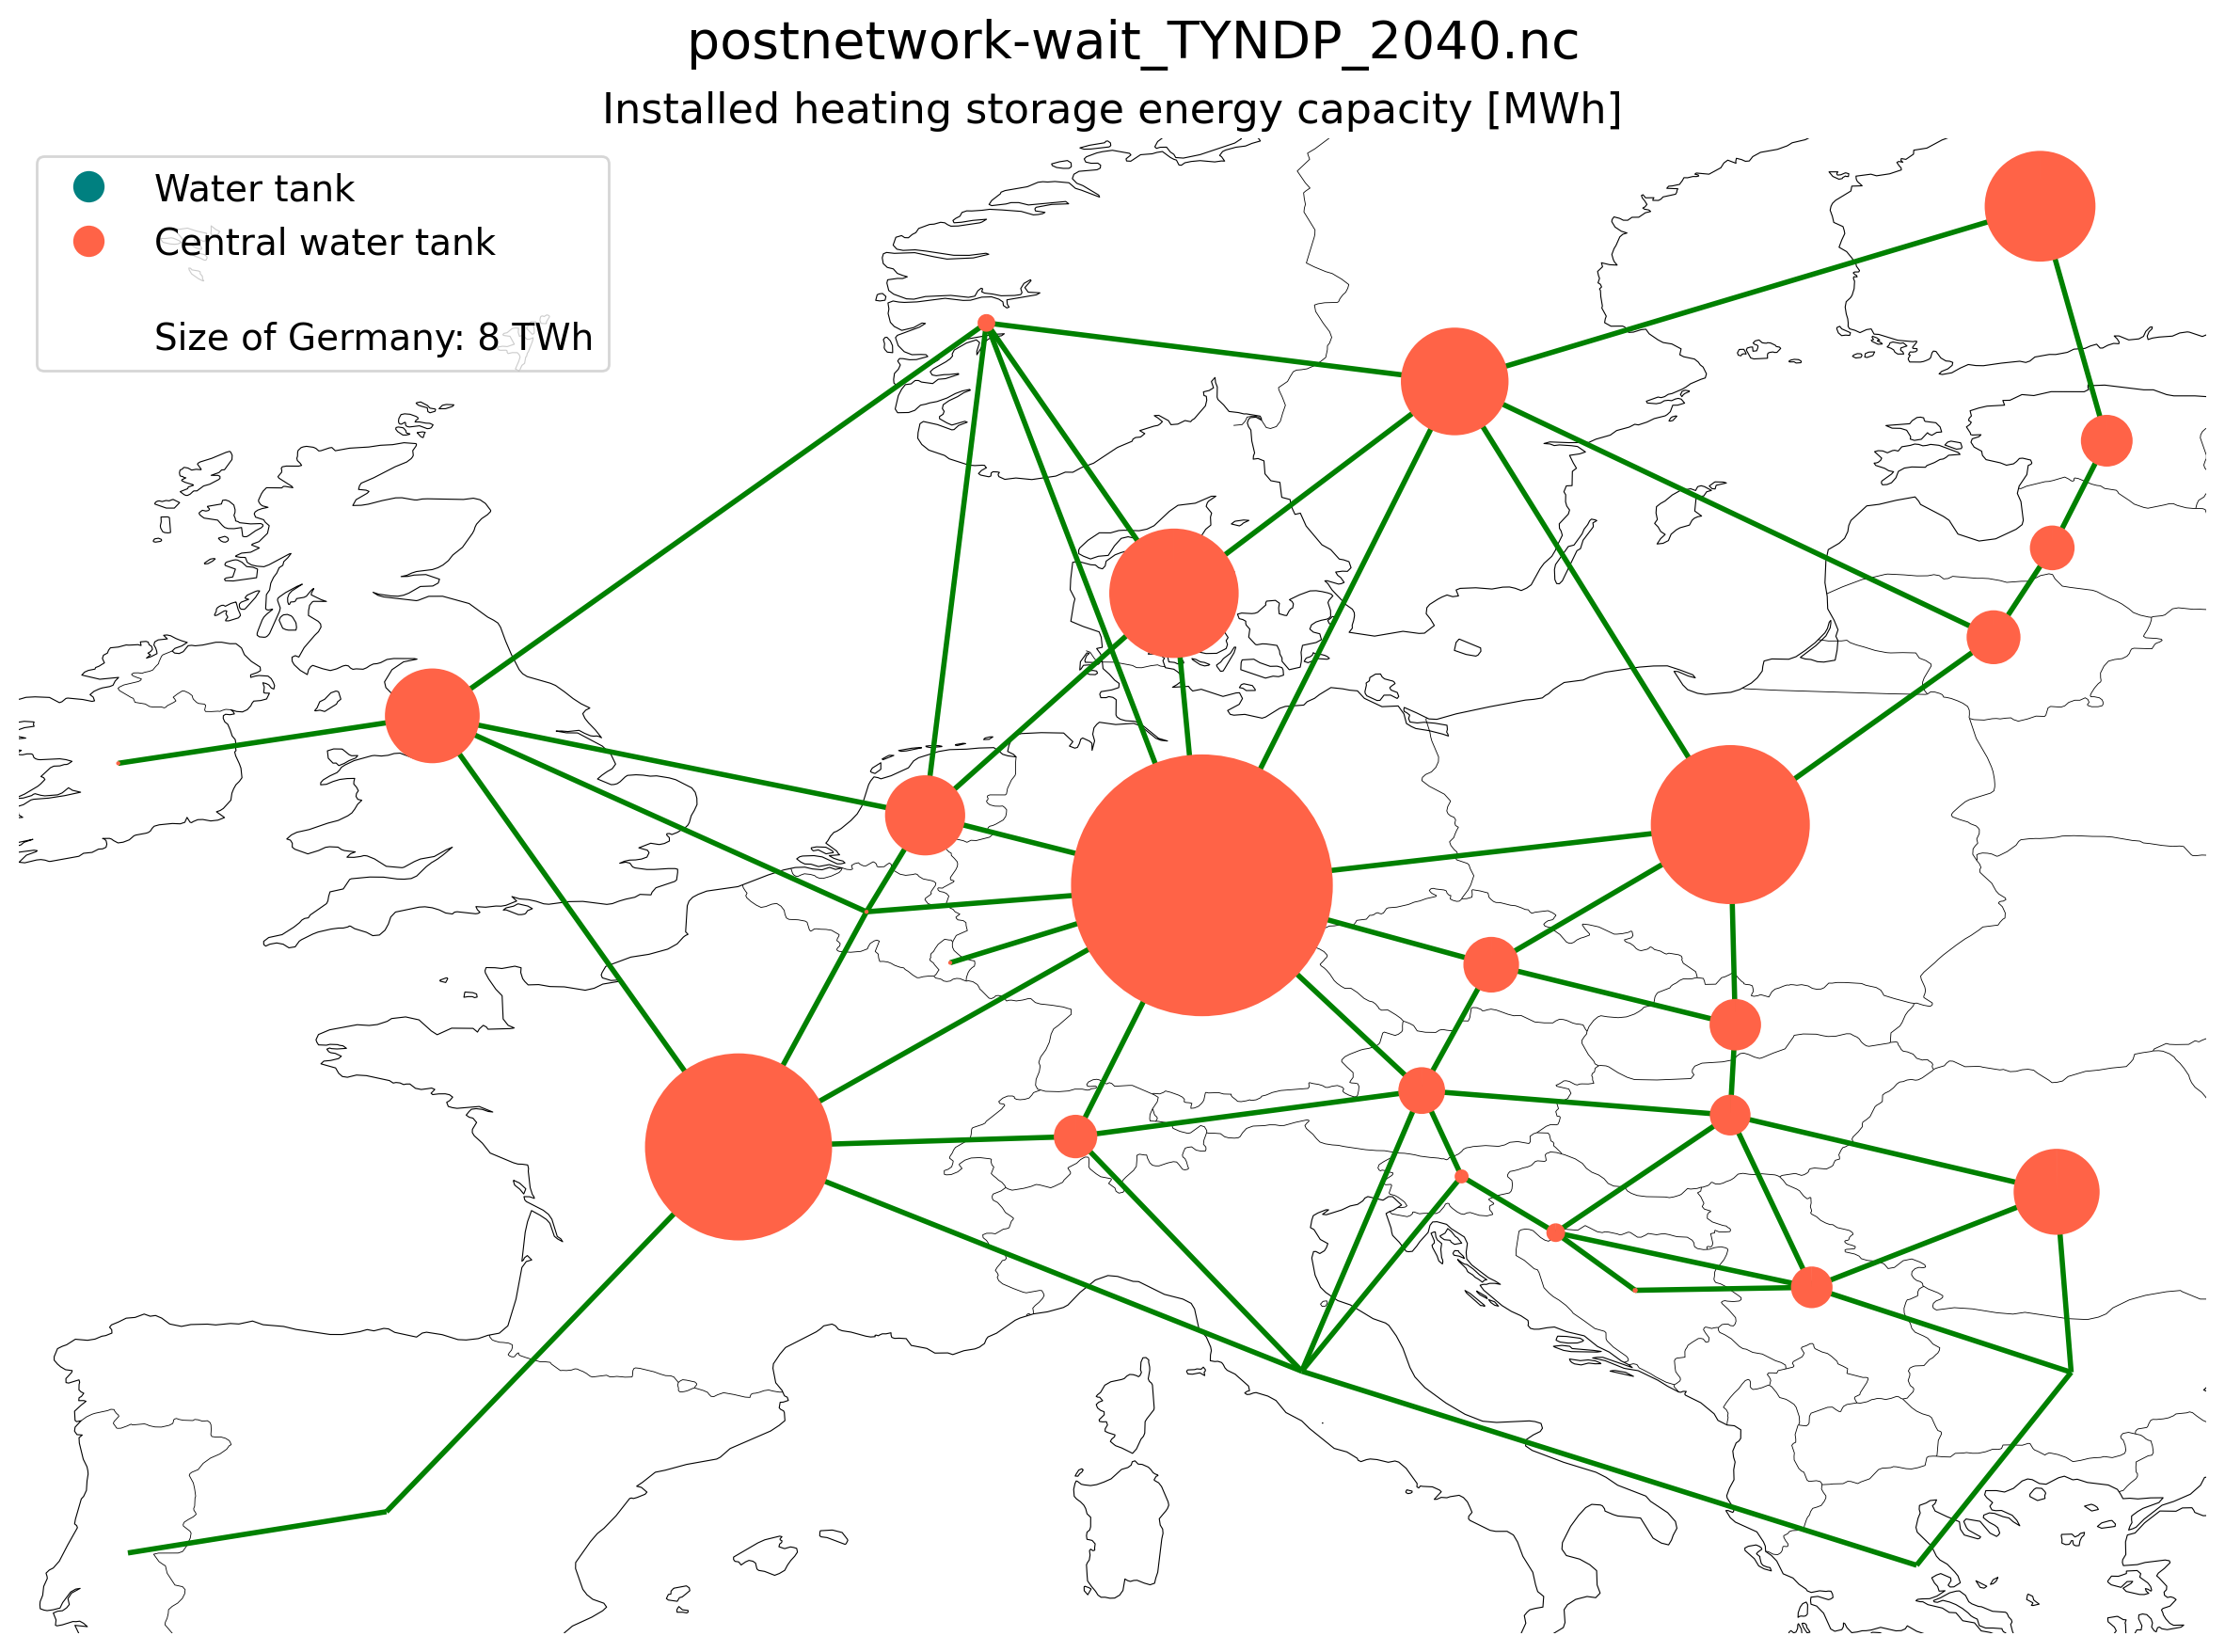 postnetwork-wait_TYNDP_2040.nc
Installed heating storage energy capacity [MWh]
Water tank
Central water tank
Size of Germany: 8 TWh